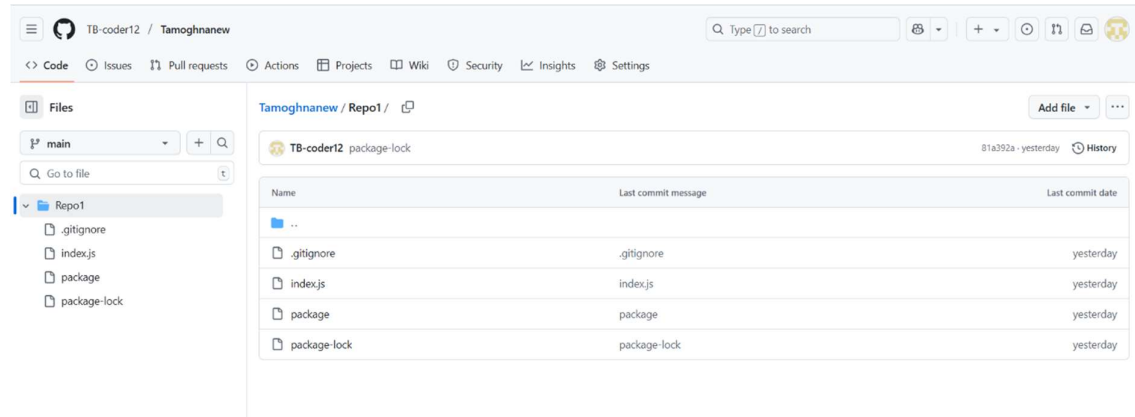 TB-coder12 / Tamoghnanew
Type / to search
Code Issues Pull requests Actions Projects Wiki Security Insights Settings
Files
main
Go to file t
Repo1
.gitignore
index.js
package
package-lock
Tamoghnanew / Repo1 /
Add file
TB-coder12 package-lock
81a392a · yesterday History
Name Last commit message Last commit date
..
.gitignore .gitignore yesterday
index.js index.js yesterday
package package yesterday
package-lock package-lock yesterday